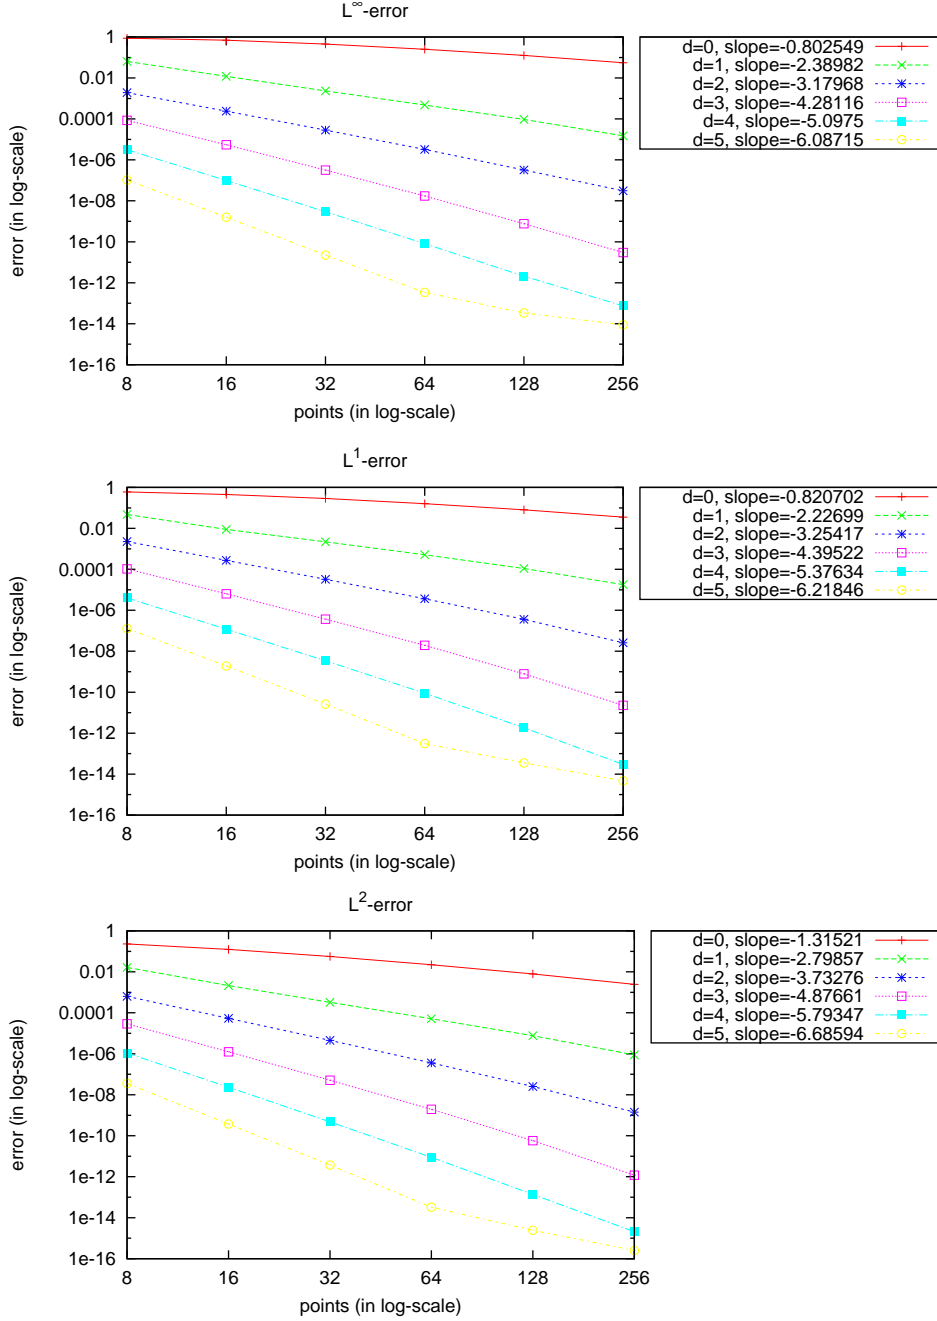 L∞-error
1
0.01
0.0001
1e-06
1e-08
1e-10
1e-12
1e-14
1e-16
8 16 32 64 128 256
error (in log-scale)
points (in log-scale)
d=0, slope=-0.802549
d=1, slope=-2.38982
d=2, slope=-3.17968
d=3, slope=-4.28116
d=4, slope=-5.0975
d=5, slope=-6.08715
L1-error
1
0.01
0.0001
1e-06
1e-08
1e-10
1e-12
1e-14
1e-16
8 16 32 64 128 256
error (in log-scale)
points (in log-scale)
d=0, slope=-0.820702
d=1, slope=-2.22699
d=2, slope=-3.25417
d=3, slope=-4.39522
d=4, slope=-5.37634
d=5, slope=-6.21846
L2-error
1
0.01
0.0001
1e-06
1e-08
1e-10
1e-12
1e-14
1e-16
8 16 32 64 128 256
error (in log-scale)
points (in log-scale)
d=0, slope=-1.31521
d=1, slope=-2.79857
d=2, slope=-3.73276
d=3, slope=-4.87661
d=4, slope=-5.79347
d=5, slope=-6.68594